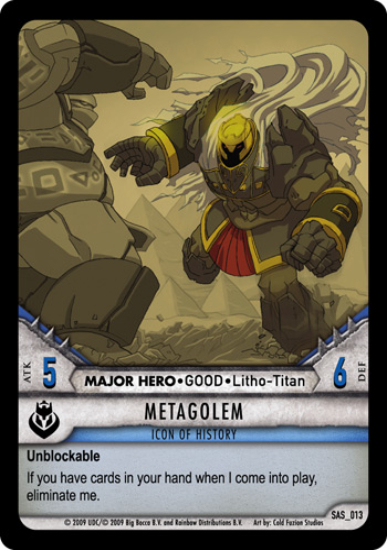 ATK
5
MAJOR HERO•GOOD•Litho-Titan
6
DEF
METAGOLEM
ICON OF HISTORY
Unblockable
If you have cards in your hand when I come into play,
eliminate me.
SAS_013
© 2009 UDC/© 2009 Big Bocca B.V. and Rainbow Distributions B.V. Art by: Cold Fuzion Studios